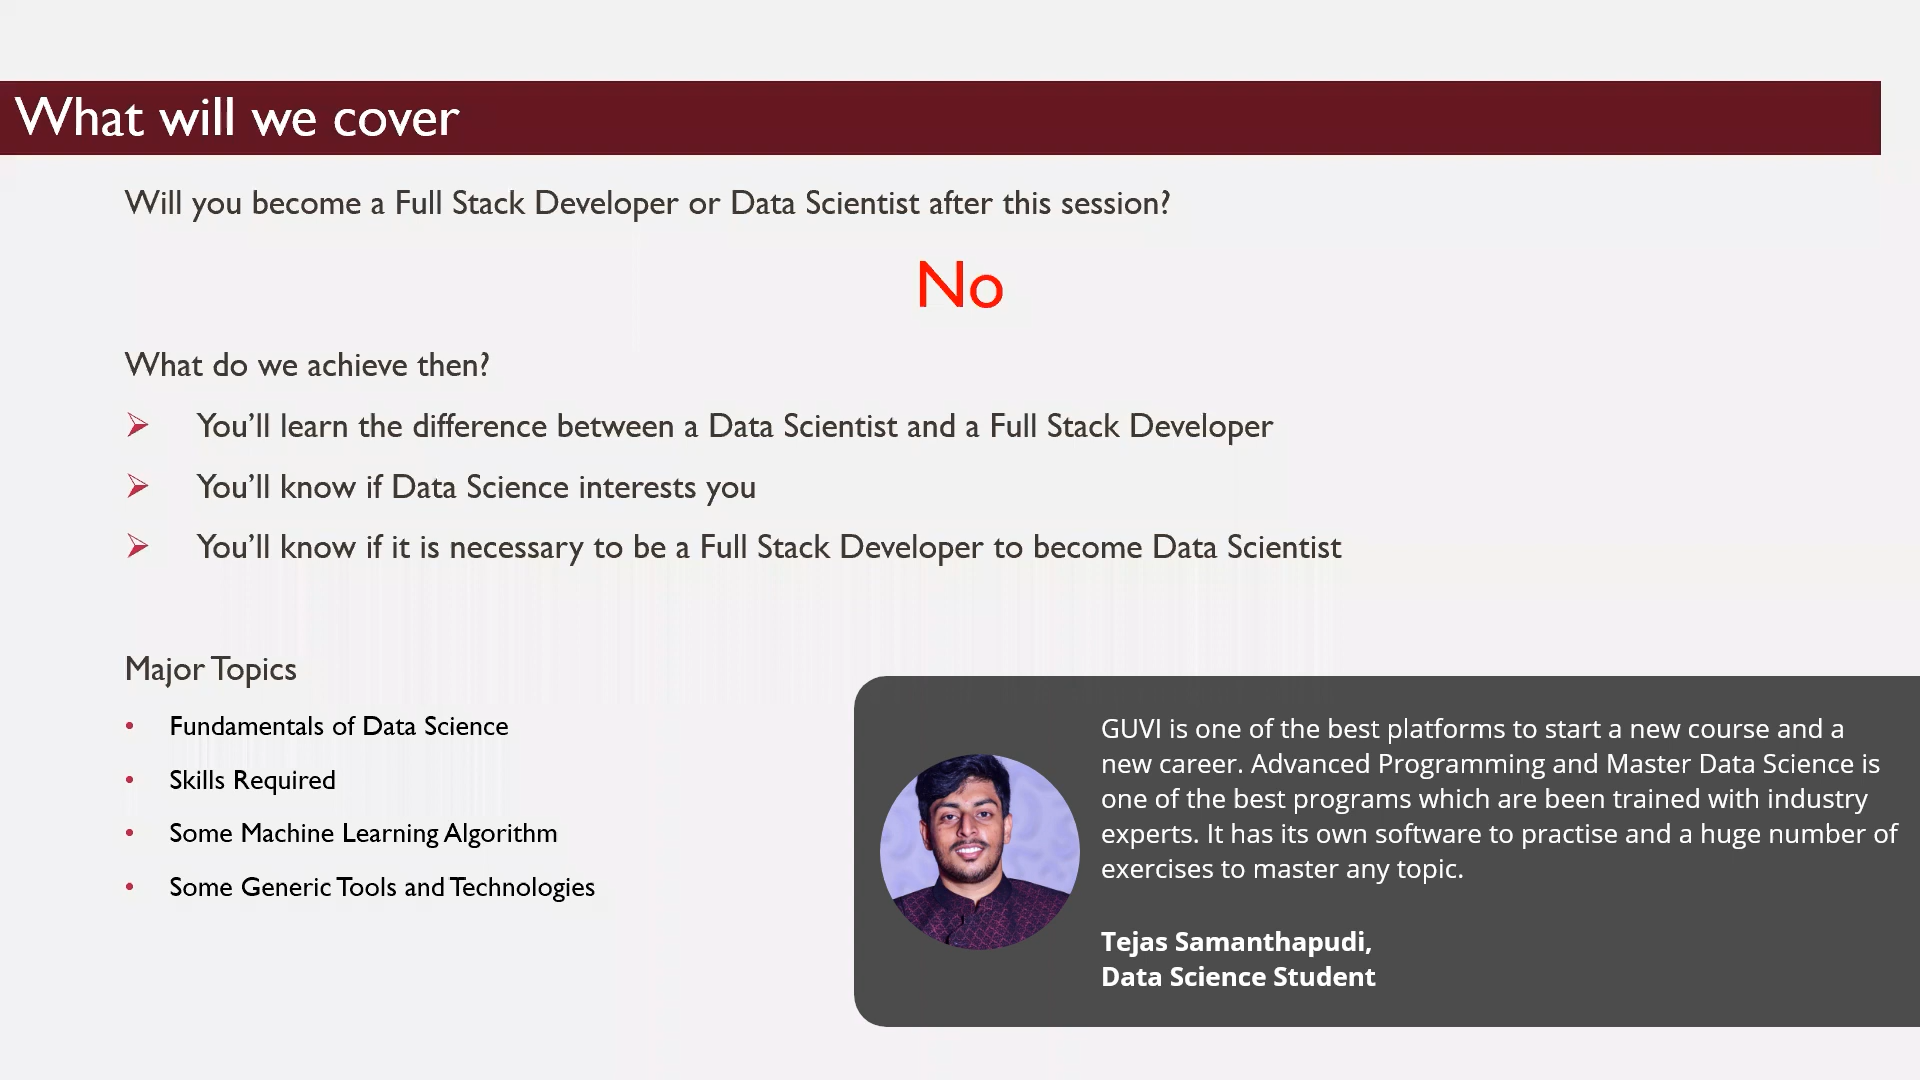 What will we cover
Will you become a Full Stack Developer or Data Scientist after this session?
No
What do we achieve then?
You’ll learn the difference between a Data Scientist and a Full Stack Developer
You’ll know if Data Science interests you
You’ll know if it is necessary to be a Full Stack Developer to become Data Scientist
Major Topics
Fundamentals of Data Science
Skills Required
Some Machine Learning Algorithm
Some Generic Tools and Technologies
GUVI is one of the best platforms to start a new course and a
new career. Advanced Programming and Master Data Science is
one of the best programs which are been trained with industry
experts. It has its own software to practise and a huge number of
exercises to master any topic.
Tejas Samanthapudi,
Data Science Student